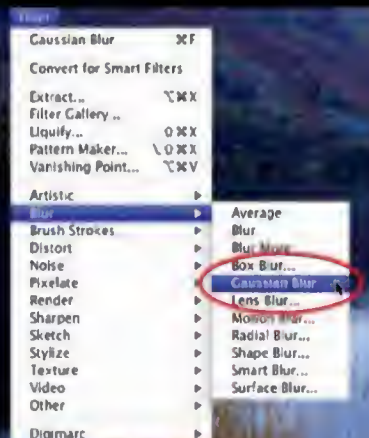 Filter
Gaussian Blur ⌘F
Convert for Smart Filters
Extract... ⌥⌘X
Filter Gallery...
Liquify... ⇧⌘X
Pattern Maker... ⌥⇧⌘X
Vanishing Point... ⌥⌘V
Artistic
Blur
Brush Strokes
Distort
Noise
Pixelate
Render
Sharpen
Sketch
Stylize
Texture
Video
Other
Digimarc
Average
Blur
Blur More
Box Blur...
Gaussian Blur
Lens Blur...
Motion Blur...
Radial Blur...
Shape Blur...
Smart Blur...
Surface Blur...